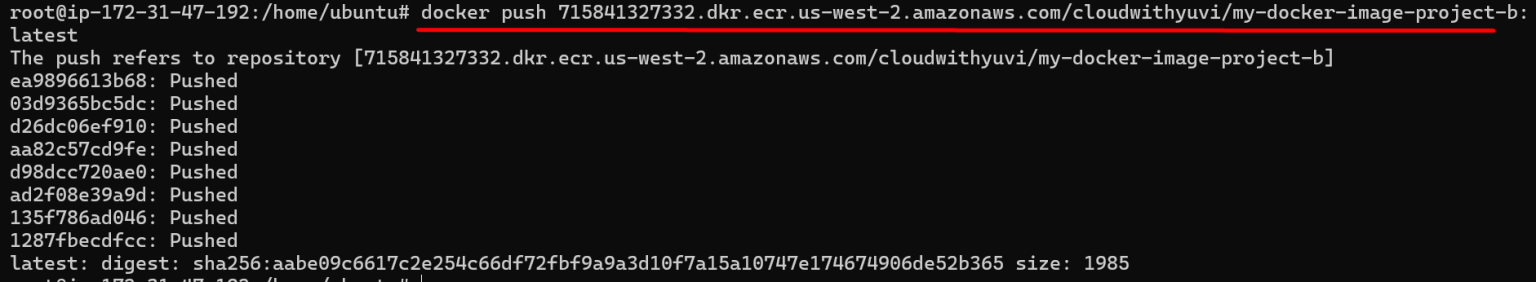 root@ip-172-31-47-192:/home/ubuntu# docker push 715841327332.dkr.ecr.us-west-2.amazonaws.com/cloudwithyuvi/my-docker-image-project-b:
latest
The push refers to repository [715841327332.dkr.ecr.us-west-2.amazonaws.com/cloudwithyuvi/my-docker-image-project-b]
ea9896613b68: Pushed
03d9365bc5dc: Pushed
d26dc06ef910: Pushed
aa82c57cd9fe: Pushed
d98dcc720ae0: Pushed
ad2f08e39a9d: Pushed
135f786ad046: Pushed
1287fbecdfcc: Pushed
latest: digest: sha256:aabe09c6617c2e254c66df72fbf9a9a3d10f7a15a10747e174674906de52b365 size: 1985